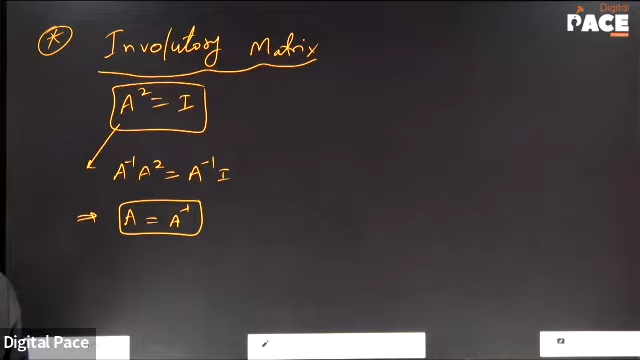 Digital
PACE
* Involutory Matrix
A² = I
A⁻¹A² = A⁻¹I
⇒ A = A⁻¹
Digital Pace